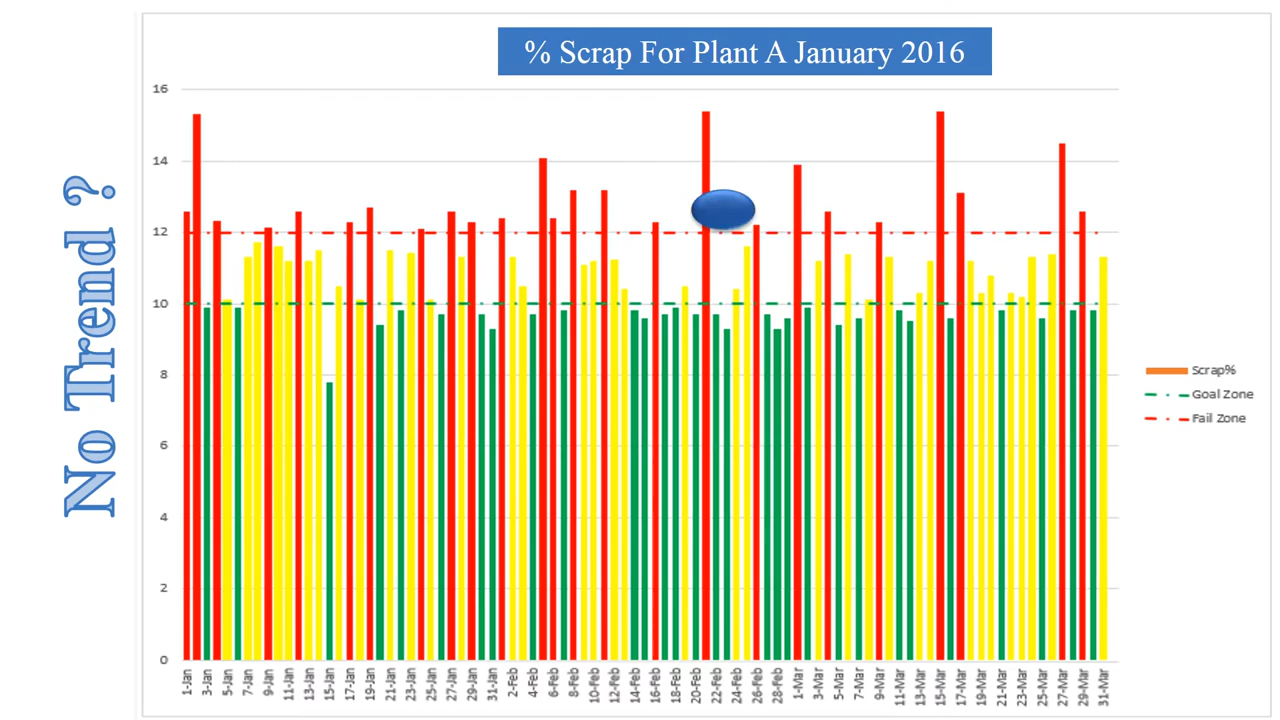 % Scrap For Plant A January 2016
No Trend ?
16
14
12
10
8
6
4
2
0
1-Jan
3-Jan
5-Jan
7-Jan
9-Jan
11-Jan
13-Jan
15-Jan
17-Jan
19-Jan
21-Jan
23-Jan
25-Jan
27-Jan
29-Jan
31-Jan
2-Feb
4-Feb
6-Feb
8-Feb
10-Feb
12-Feb
14-Feb
16-Feb
18-Feb
20-Feb
22-Feb
24-Feb
26-Feb
28-Feb
1-Mar
3-Mar
5-Mar
7-Mar
9-Mar
11-Mar
13-Mar
15-Mar
17-Mar
19-Mar
21-Mar
23-Mar
25-Mar
27-Mar
29-Mar
31-Mar
Scrap%
Goal Zone
Fail Zone